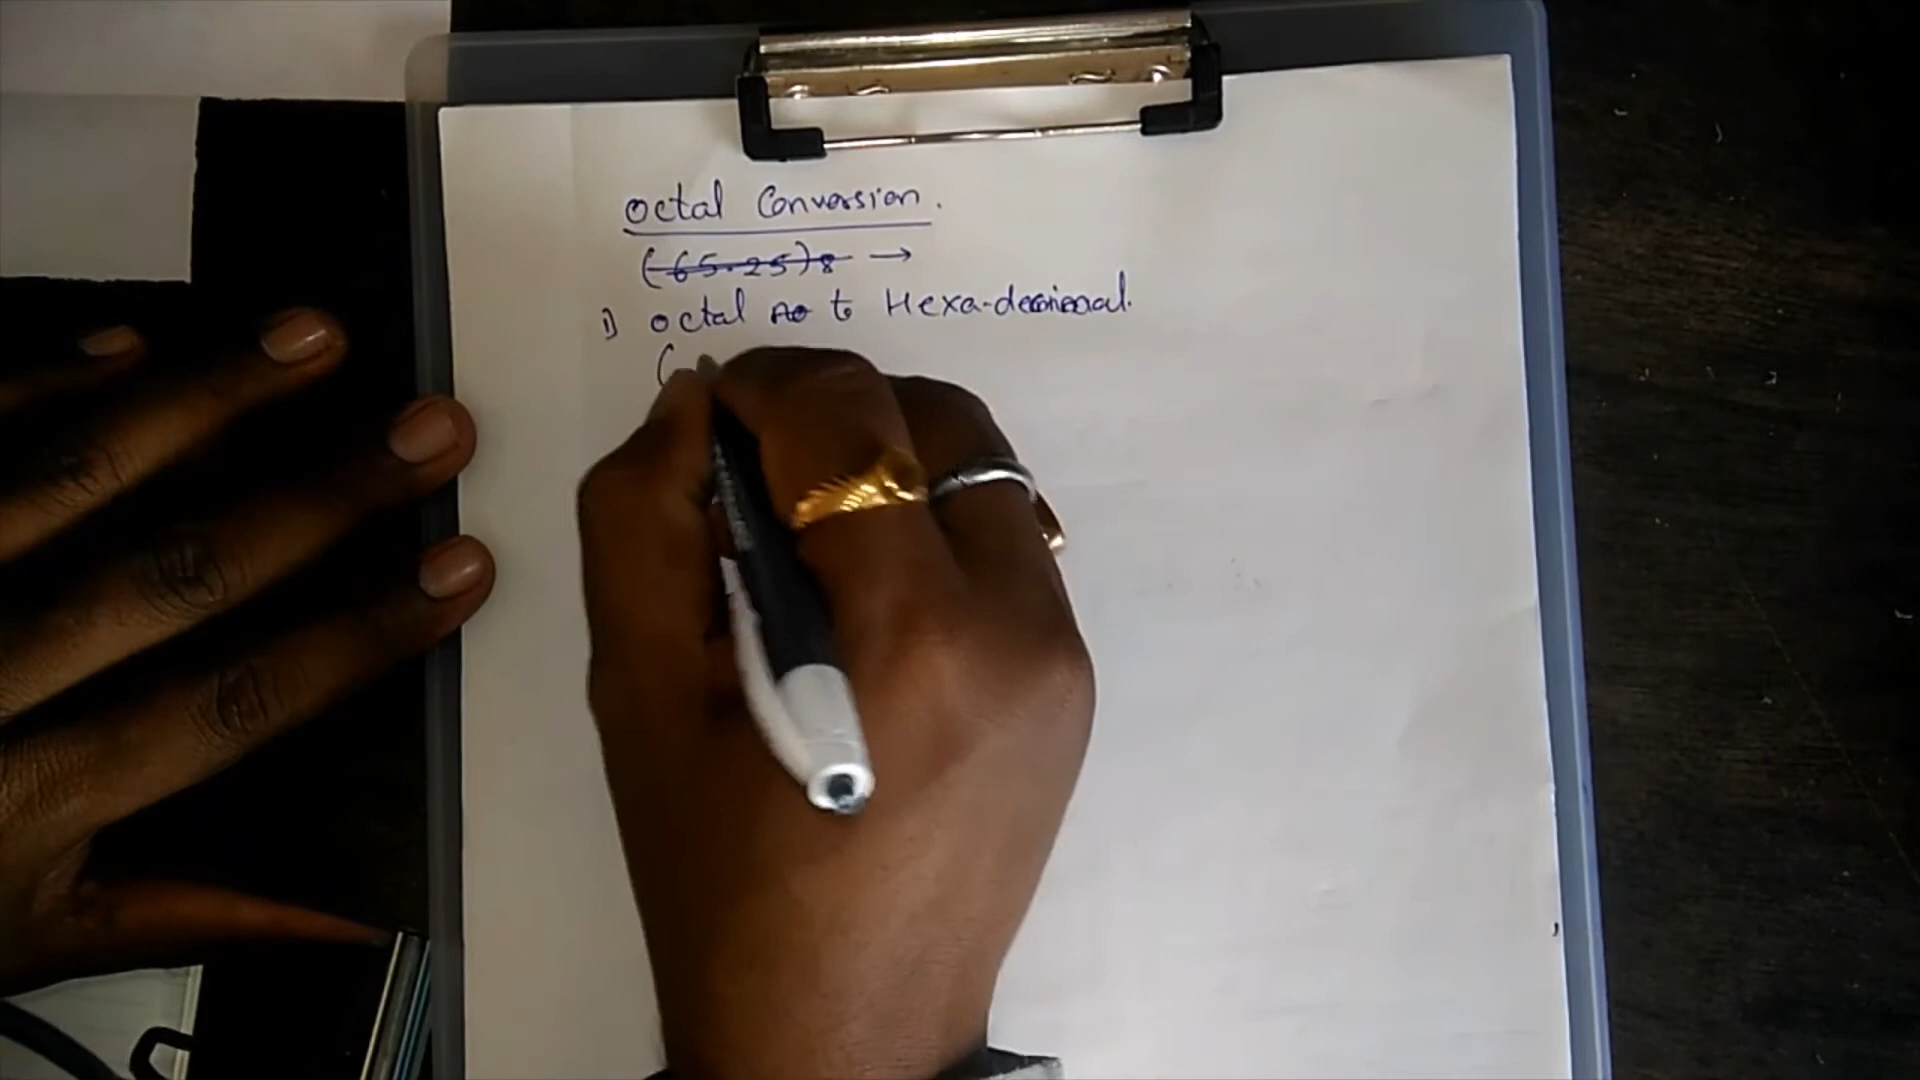 Octal Conversion.
(65.25)8 →
1) Octal no to Hexa-decimal.
(